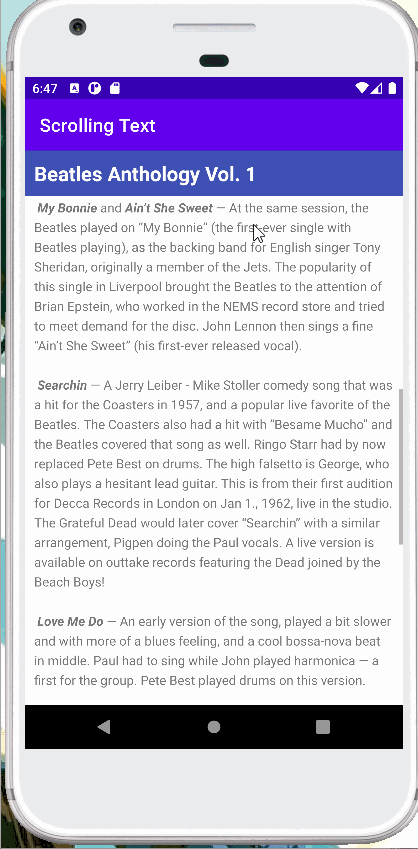 6:47
Scrolling Text
Beatles Anthology Vol. 1
My Bonnie and Ain't She Sweet — At the same session, the
Beatles played on “My Bonnie” (the first-ever single with
Beatles playing), as the backing band for English singer Tony
Sheridan, originally a member of the Jets. The popularity of
this single in Liverpool brought the Beatles to the attention of
Brian Epstein, who worked in the NEMS record store and tried
to meet demand for the disc. John Lennon then sings a fine
“Ain't She Sweet” (his first-ever released vocal).
Searchin — A Jerry Leiber - Mike Stoller comedy song that was
a hit for the Coasters in 1957, and a popular live favorite of the
Beatles. The Coasters also had a hit with “Besame Mucho” and
the Beatles covered that song as well. Ringo Starr had by now
replaced Pete Best on drums. The high falsetto is George, who
also plays a hesitant lead guitar. This is from their first audition
for Decca Records in London on Jan 1., 1962, live in the studio.
The Grateful Dead would later cover “Searchin” with a similar
arrangement, Pigpen doing the Paul vocals. A live version is
available on outtake records featuring the Dead joined by the
Beach Boys!
Love Me Do — An early version of the song, played a bit slower
and with more of a blues feeling, and a cool bossa-nova beat
in middle. Paul had to sing while John played harmonica — a
first for the group. Pete Best played drums on this version.